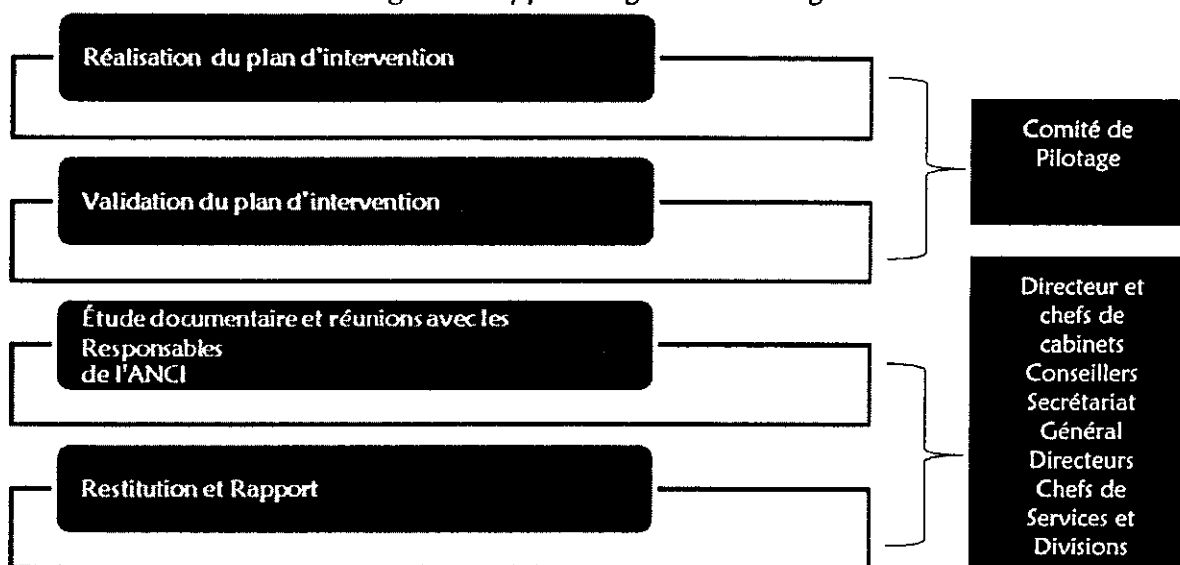 Réalisation du plan d'intervention
Comité de
Pilotage
Validation du plan d'intervention
Étude documentaire et réunions avec les
Responsables
de l'ANCI
Restitution et Rapport
Directeur et
chefs de
cabinets
Conseillers
Secrétariat
Général
Directeurs
Chefs de
Services et
Divisions